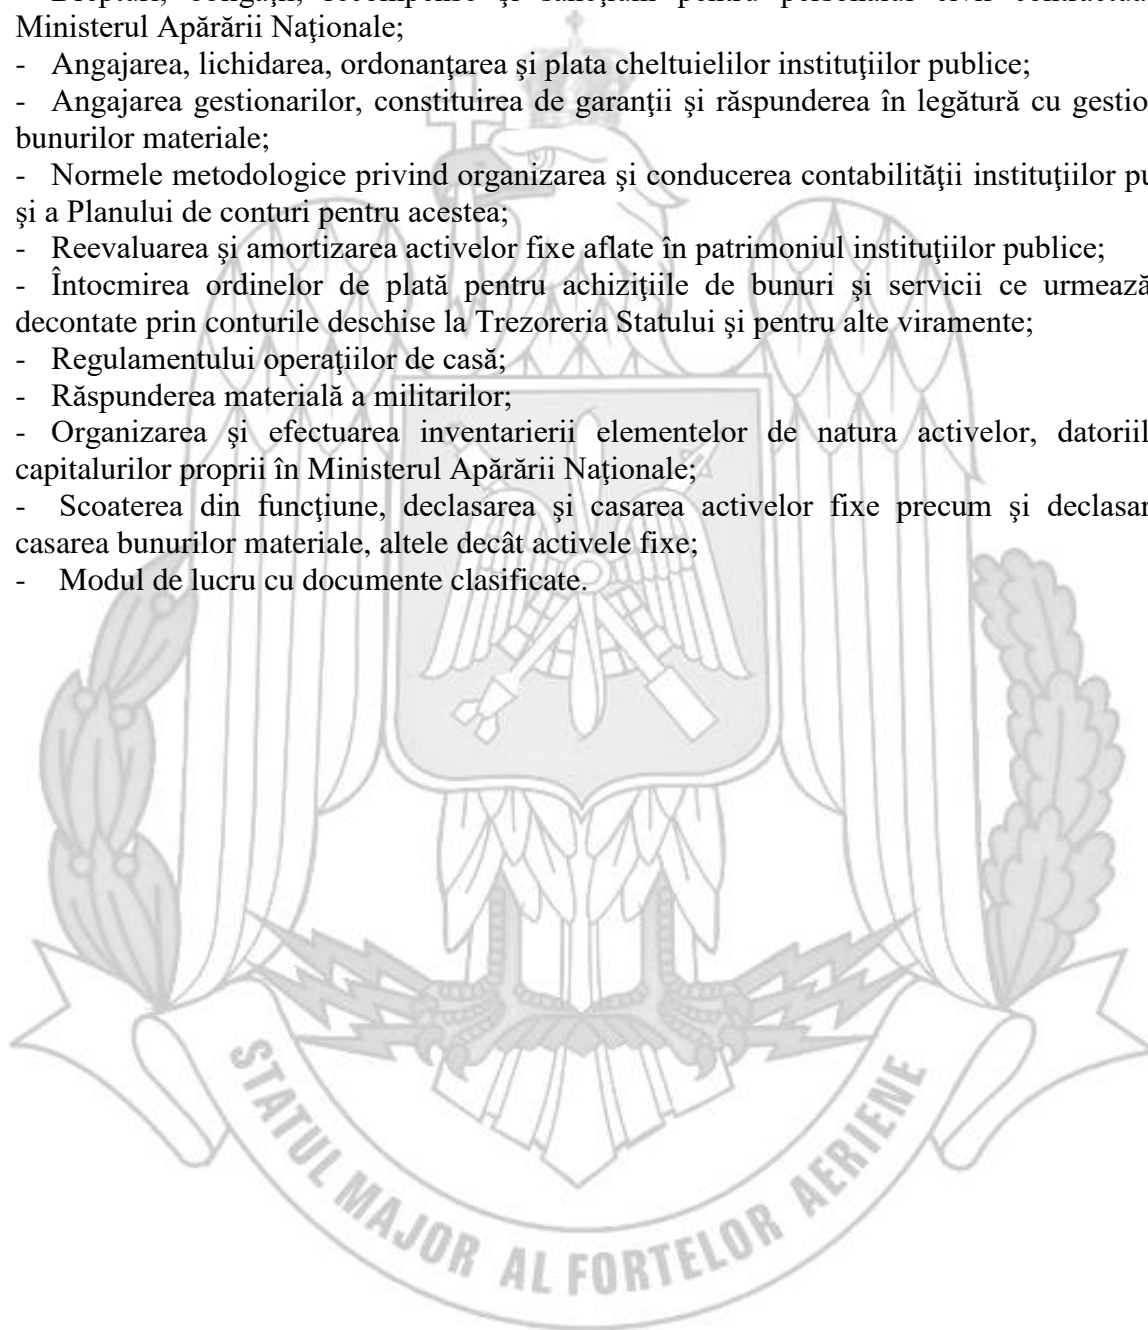 Ministerul Apărării Naţionale;
- Angajarea, lichidarea, ordonanţarea şi plata cheltuielilor instituţiilor publice;
- Angajarea gestionarilor, constituirea de garanţii şi răspunderea în legătură cu gestio
bunurilor materiale;
- Normele metodologice privind organizarea şi conducerea contabilităţii instituţiilor pu
şi a Planului de conturi pentru acestea;
- Reevaluarea şi amortizarea activelor fixe aflate în patrimoniul instituţiilor publice;
- Întocmirea ordinelor de plată pentru achiziţiile de bunuri şi servicii ce urmează
decontate prin conturile deschise la Trezoreria Statului şi pentru alte viramente;
- Regulamentului operaţiilor de casă;
- Răspunderea materială a militarilor;
- Organizarea şi efectuarea inventarierii elementelor de natura activelor, datoriil
capitalurilor proprii în Ministerul Apărării Naţionale;
- Scoaterea din funcţiune, declasarea şi casarea activelor fixe precum şi declasar
casarea bunurilor materiale, altele decât activele fixe;
- Modul de lucru cu documente clasificate.
STATUL MAJOR AL FORTELOR AERIENE